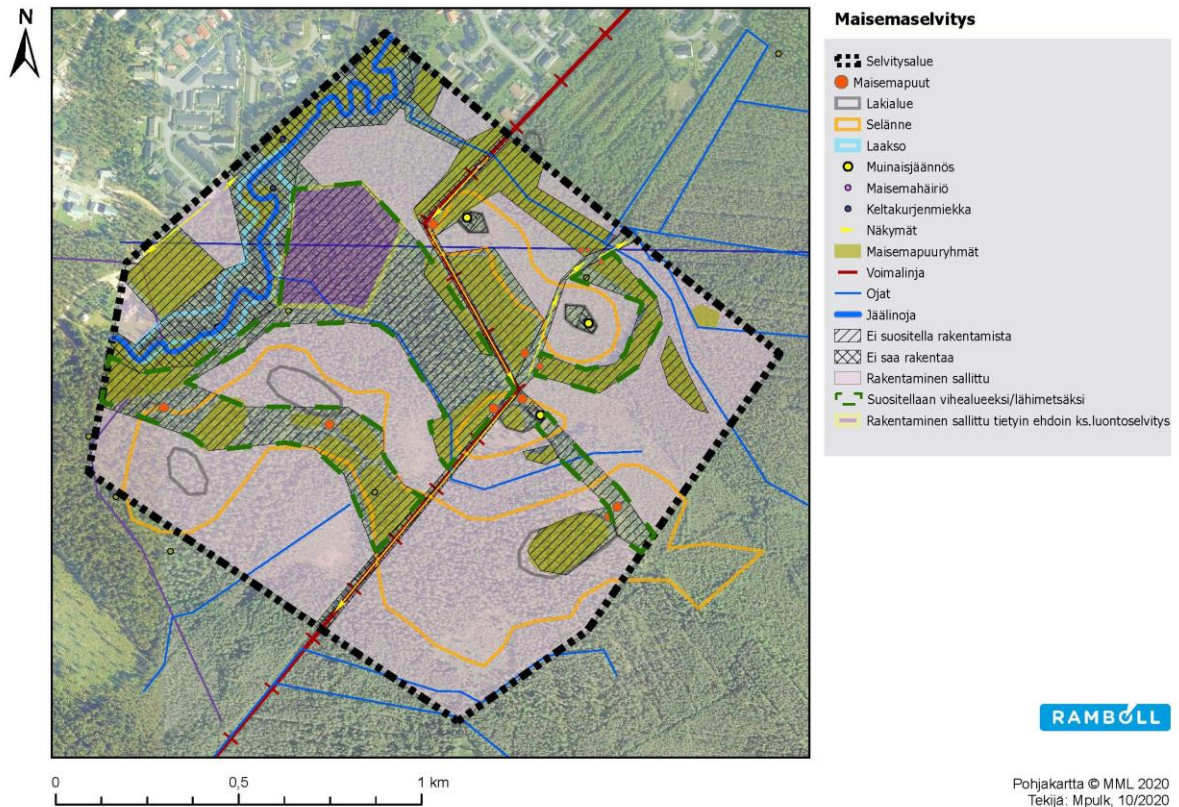 N
Maisemaselvitys
Selvitysalue
Maisemapuut
Lakialue
Selänne
Laakso
Muinaisjäännös
Maisemahäiriö
Keltakurjenmiekka
Näkymät
Maisemapuuryhmät
Voimalinja
Ojat
Jäälinoja
Ei suositella rakentamista
Ei saa rakentaa
Rakentaminen sallittu
Suositellaan vihealueeksi/lähimetsäksi
Rakentaminen sallittu tietyin ehdoin ks.luontoselvitys
RAMBOLL
0 0,5 1 km
Pohjakartta © MML 2020
Tekijä: Mpulk, 10/2020